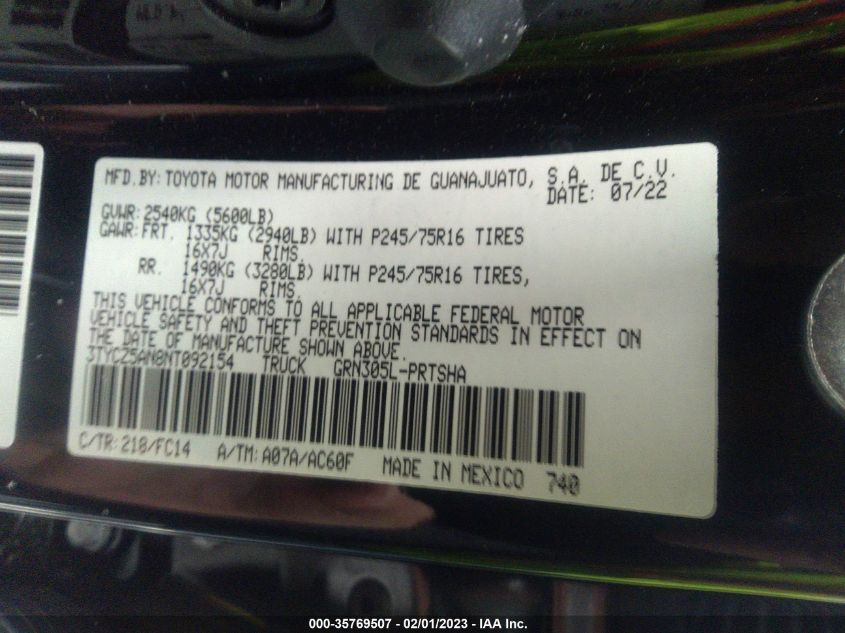 MFD.BY: TOYOTA MOTOR MANUFACTURING DE GUANAJUATO, S.A. DE C.V.
DATE: 07/22
GVWR: 2540KG (5600LB)
GAWR: FRT. 1335KG (2940LB) WITH P245/75R16 TIRES
16X7J RIMS,
RR. 1490KG (3280LB) WITH P245/75R16 TIRES,
16X7J RIMS,
THIS VEHICLE CONFORMS TO ALL APPLICABLE FEDERAL MOTOR
VEHICLE SAFETY AND THEFT PREVENTION STANDARDS IN EFFECT ON
THE DATE OF MANUFACTURE SHOWN ABOVE.
3TYCZ5AN8NT092154 TRUCK GRN305L-PRTSHA
C/TR: 218/FC14 A/TM: A07A/AC60F MADE IN MEXICO 740
000-35769507 - 02/01/2023 - IAA Inc.